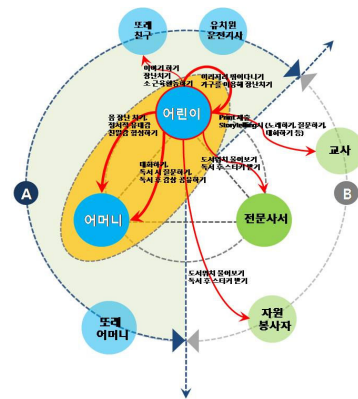 또래
친구
유치원
운전기사
이야기 하기
장난치기
소 근육활동하기
이리저리 뛰어다니기
가구를 이용해 장난치기
어린이
몸 장난 치기,
정서적 유대감
친밀감 형성하기
Print 제출
Storytelling시 (노래하기, 질문하기,
대화하기 등)
교사
대화하기,
독서 시 질문하기,
독서 후 감상 공유하기
도서위치 물어보기
독서 후 스티커 받기
A
B
어머니
전문사서
도서위치 물어보기
독서 후 스티커 받기
또래
어머니
자원
봉사자